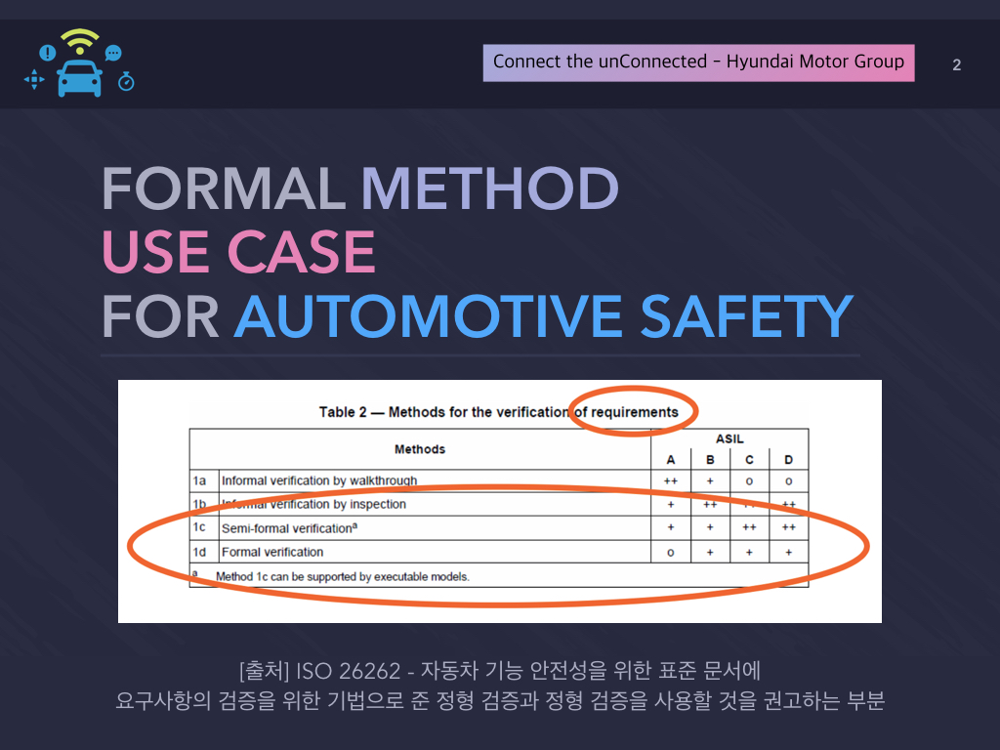 Connect the unConnected – Hyundai Motor Group
2
FORMAL METHOD
USE CASE
FOR AUTOMOTIVE SAFETY
Table 2 — Methods for the verification of requirements
Methods ASIL
A B C D
1a Informal verification by walkthrough ++ + o o
1b Informal verification by inspection + ++ ++ ++
1c Semi-formal verificationª + + ++ ++
1d Formal verification o + + +
ª Method 1c can be supported by executable models.
[출처] ISO 26262 - 자동차 기능 안전성을 위한 표준 문서에
요구사항의 검증을 위한 기법으로 준 정형 검증과 정형 검증을 사용할 것을 권고하는 부분